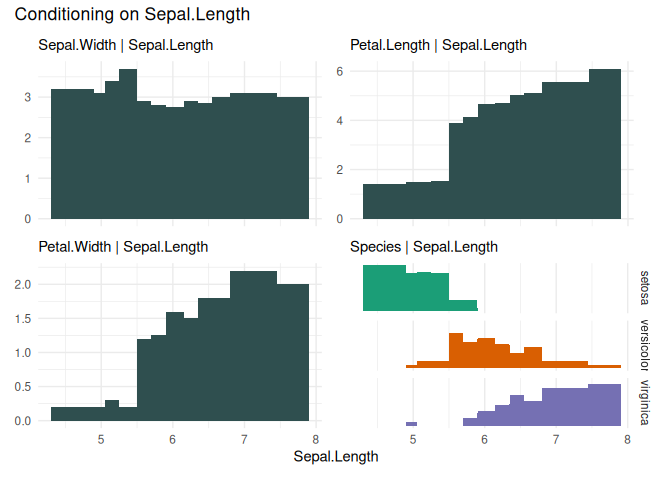 Conditioning on Sepal.Length
Sepal.Width | Sepal.Length
3
2
1
0
Petal.Length | Sepal.Length
6
4
2
0
Petal.Width | Sepal.Length
2.0
1.5
1.0
0.5
0.0
5 6 7 8
Species | Sepal.Length
setosa
versicolor
virginica
5 6 7 8
Sepal.Length